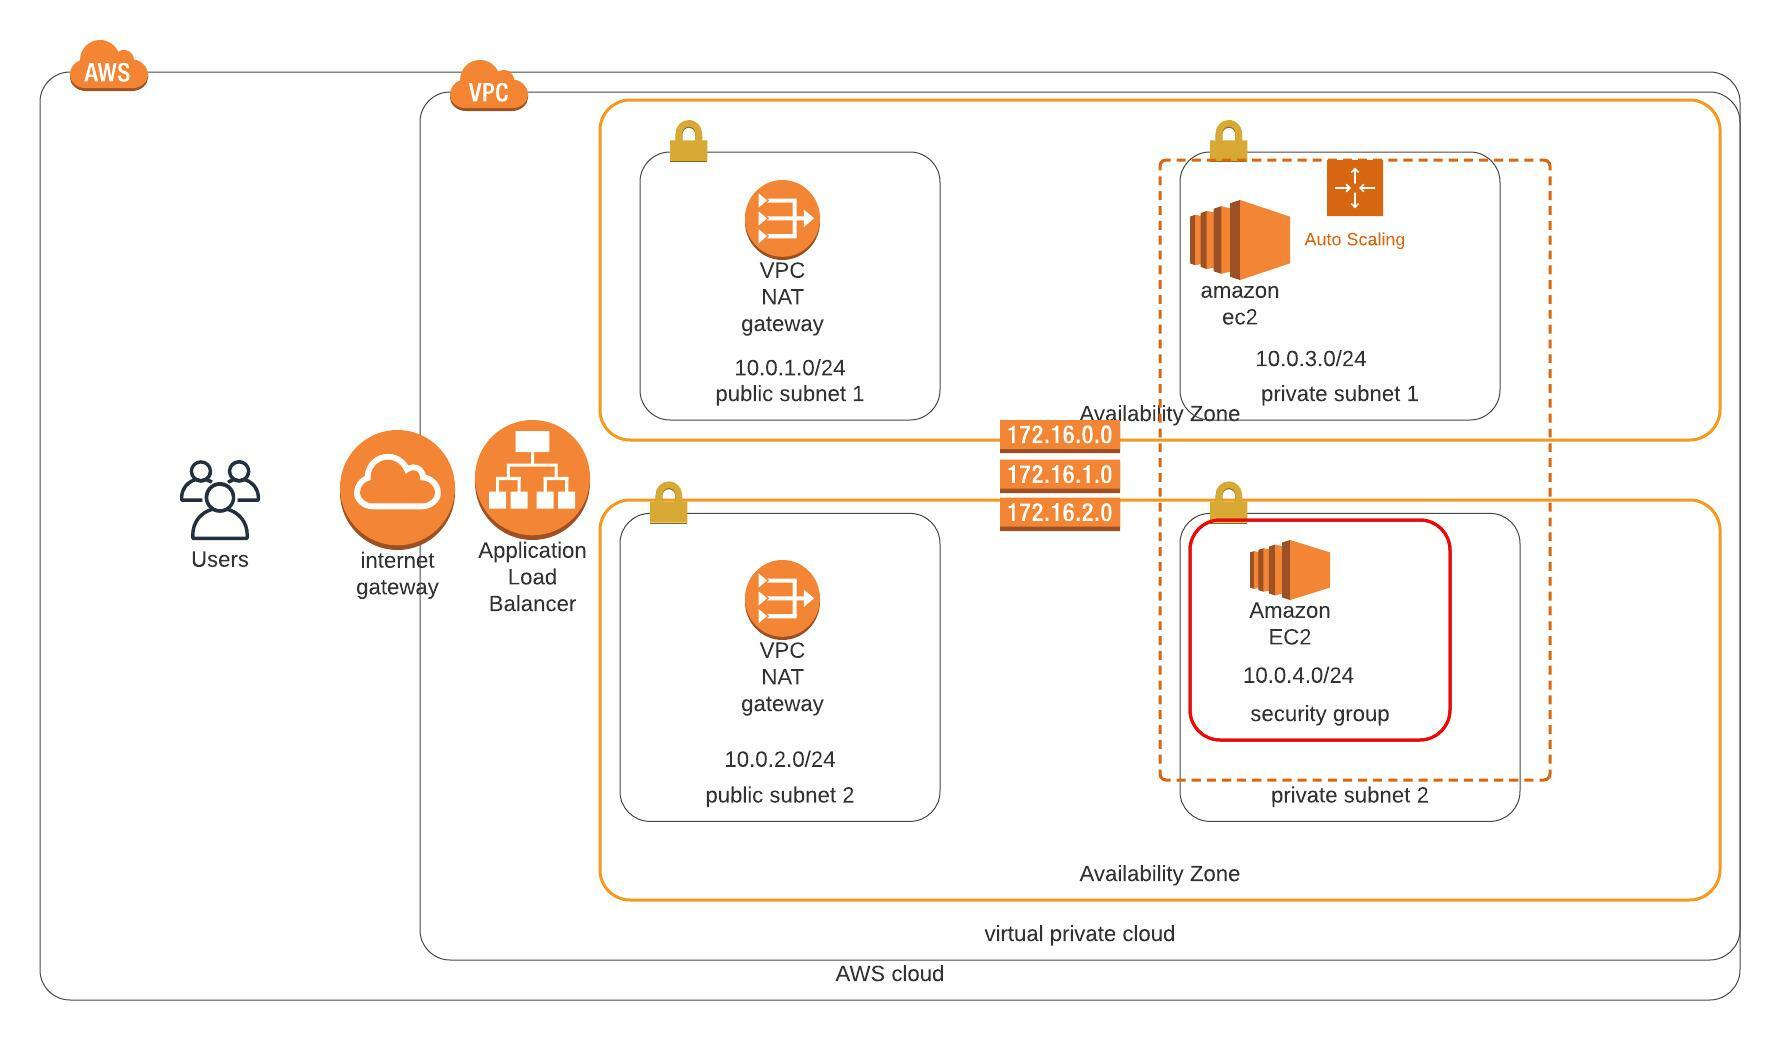 AWS
VPC
VPC
NAT
gateway
10.0.1.0/24
public subnet 1
Auto Scaling
amazon
ec2
10.0.3.0/24
private subnet 1
Availability Zone
172.16.0.0
172.16.1.0
172.16.2.0
Users
internet
gateway
Application
Load
Balancer
VPC
NAT
gateway
10.0.2.0/24
public subnet 2
Amazon
EC2
10.0.4.0/24
security group
private subnet 2
Availability Zone
virtual private cloud
AWS cloud